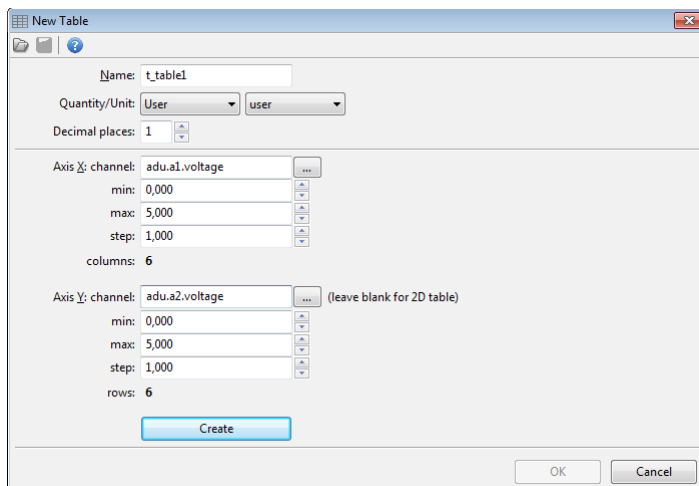 New Table
Name: t_table1
Quantity/Unit: User user
Decimal places: 1
Axis X: channel: adu.a1.voltage ...
min: 0,000
max: 5,000
step: 1,000
columns: 6
Axis Y: channel: adu.a2.voltage ... (leave blank for 2D table)
min: 0,000
max: 5,000
step: 1,000
rows: 6
Create
OK Cancel